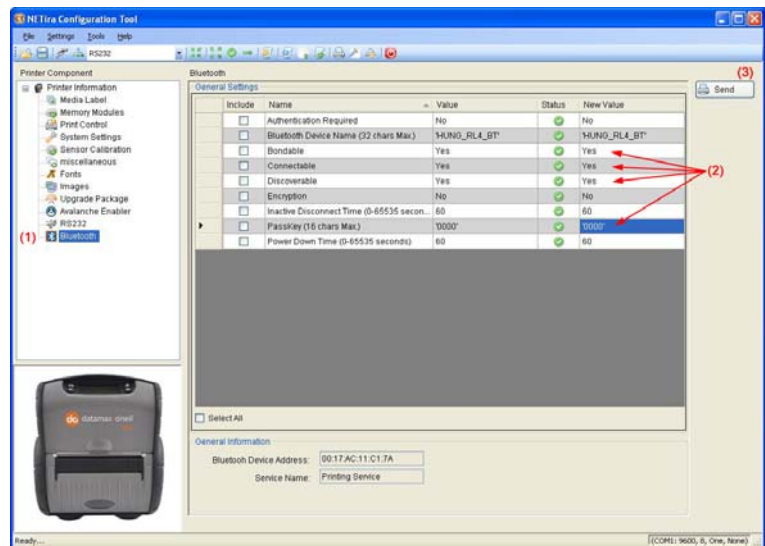 NETira Configuration Tool
File Settings Tools Help
RS232
Printer Component
Printer Information
Media Label
Memory Modules
Print Control
System Settings
Sensor Calibration
miscellaneous
Fonts
Images
Upgrade Package
Avalanche Enabler
RS232
(1) Bluetooth
datamax·oneil
Bluetooth
General Settings
Include Name Value Status New Value
Authentication Required No No
Bluetooth Device Name (32 chars Max.) 'HUNG_RL4_BT' 'HUNG_RL4_BT'
Bondable Yes Yes
Connectable Yes Yes
Discoverable Yes Yes
Encryption No No
Inactive Disconnect Time (0-65535 secon... 60 60
PassKey (16 chars Max.) '0000' '0000'
Power Down Time (0-65535 seconds) 60 60
(2)
(3)
Send
Select All
General Information
Bluetooh Device Address: 00:17:AC:11:C1:7A
Service Name: Printing Service
Ready... (COM1: 9600, 8, One, None)